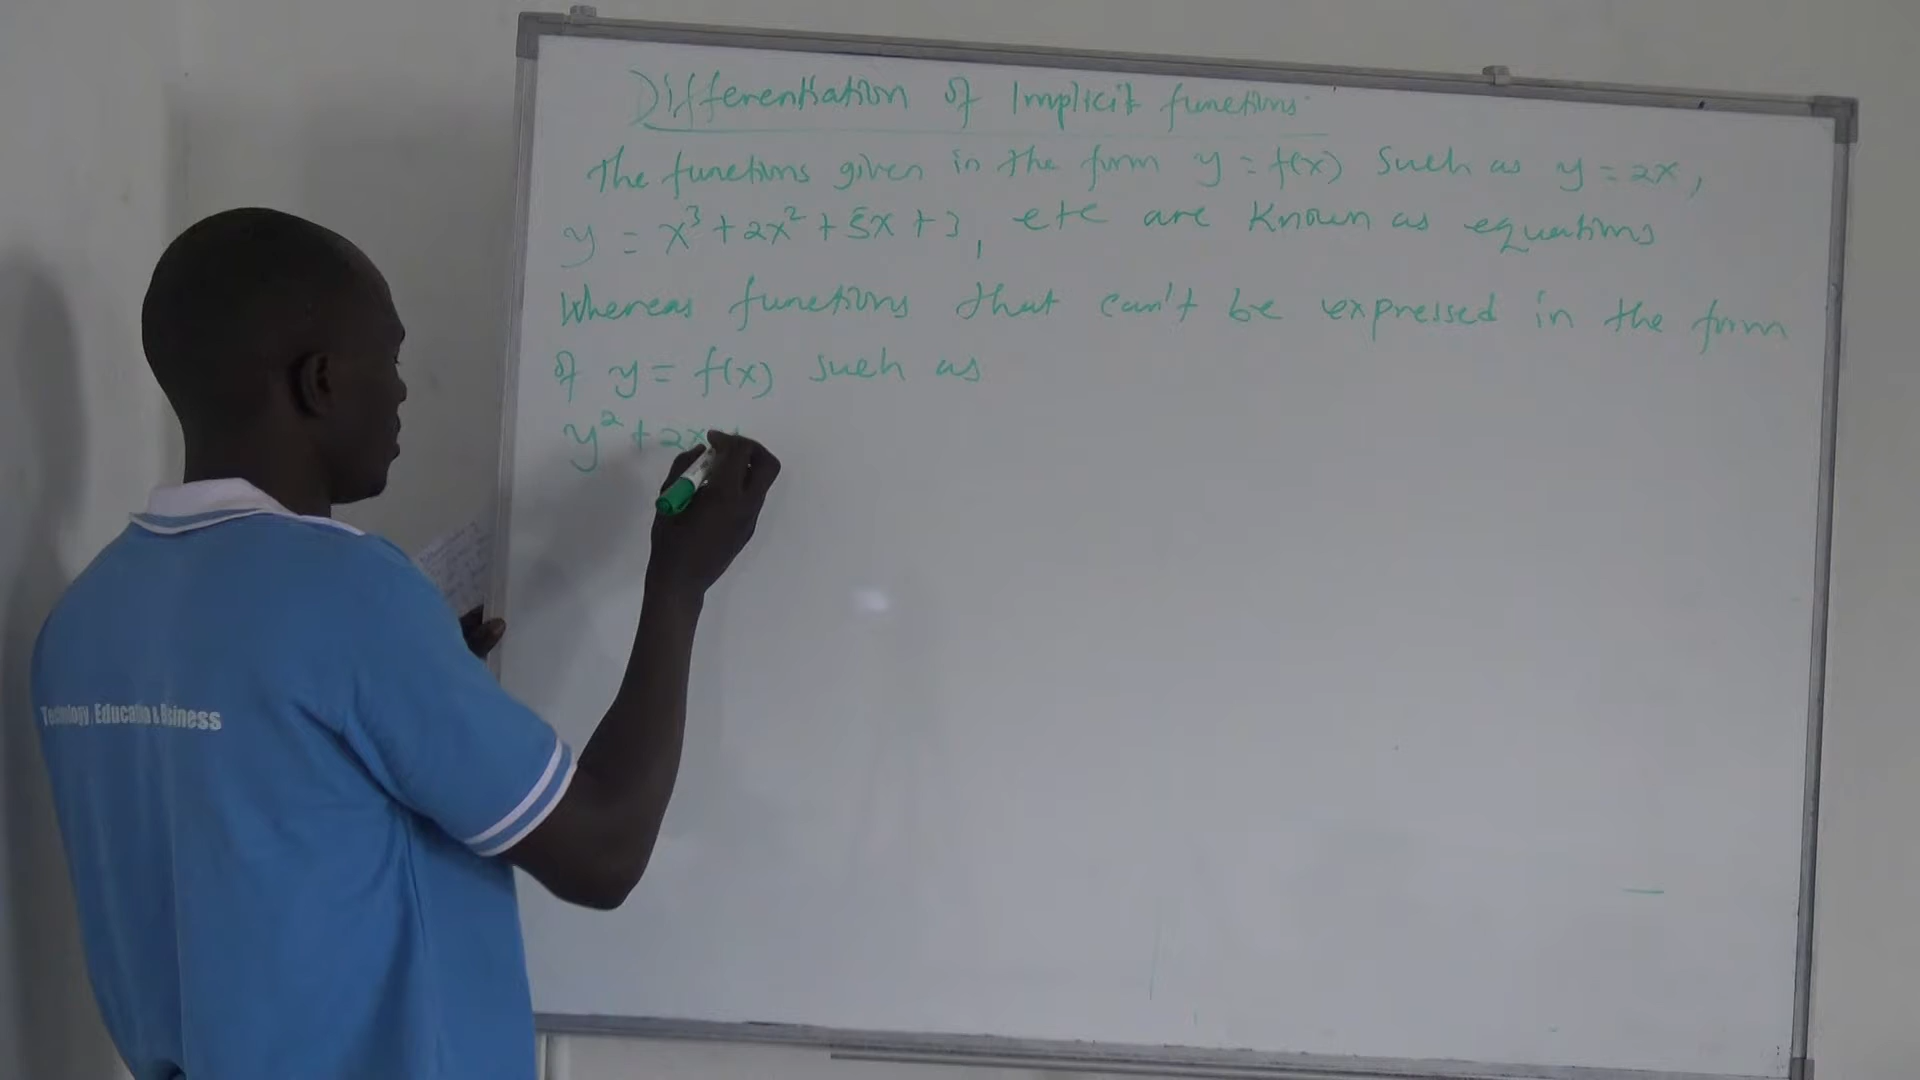 Differentiation of Implicit functions
The functions given in the form y = f(x) Such as y = 2x,
y = x³ + 2x² + 5x + 3, etc are Known as equations
Whereas functions that can't be expressed in the form
of y = f(x) such as
y² + 2x
Technology, Education & Business